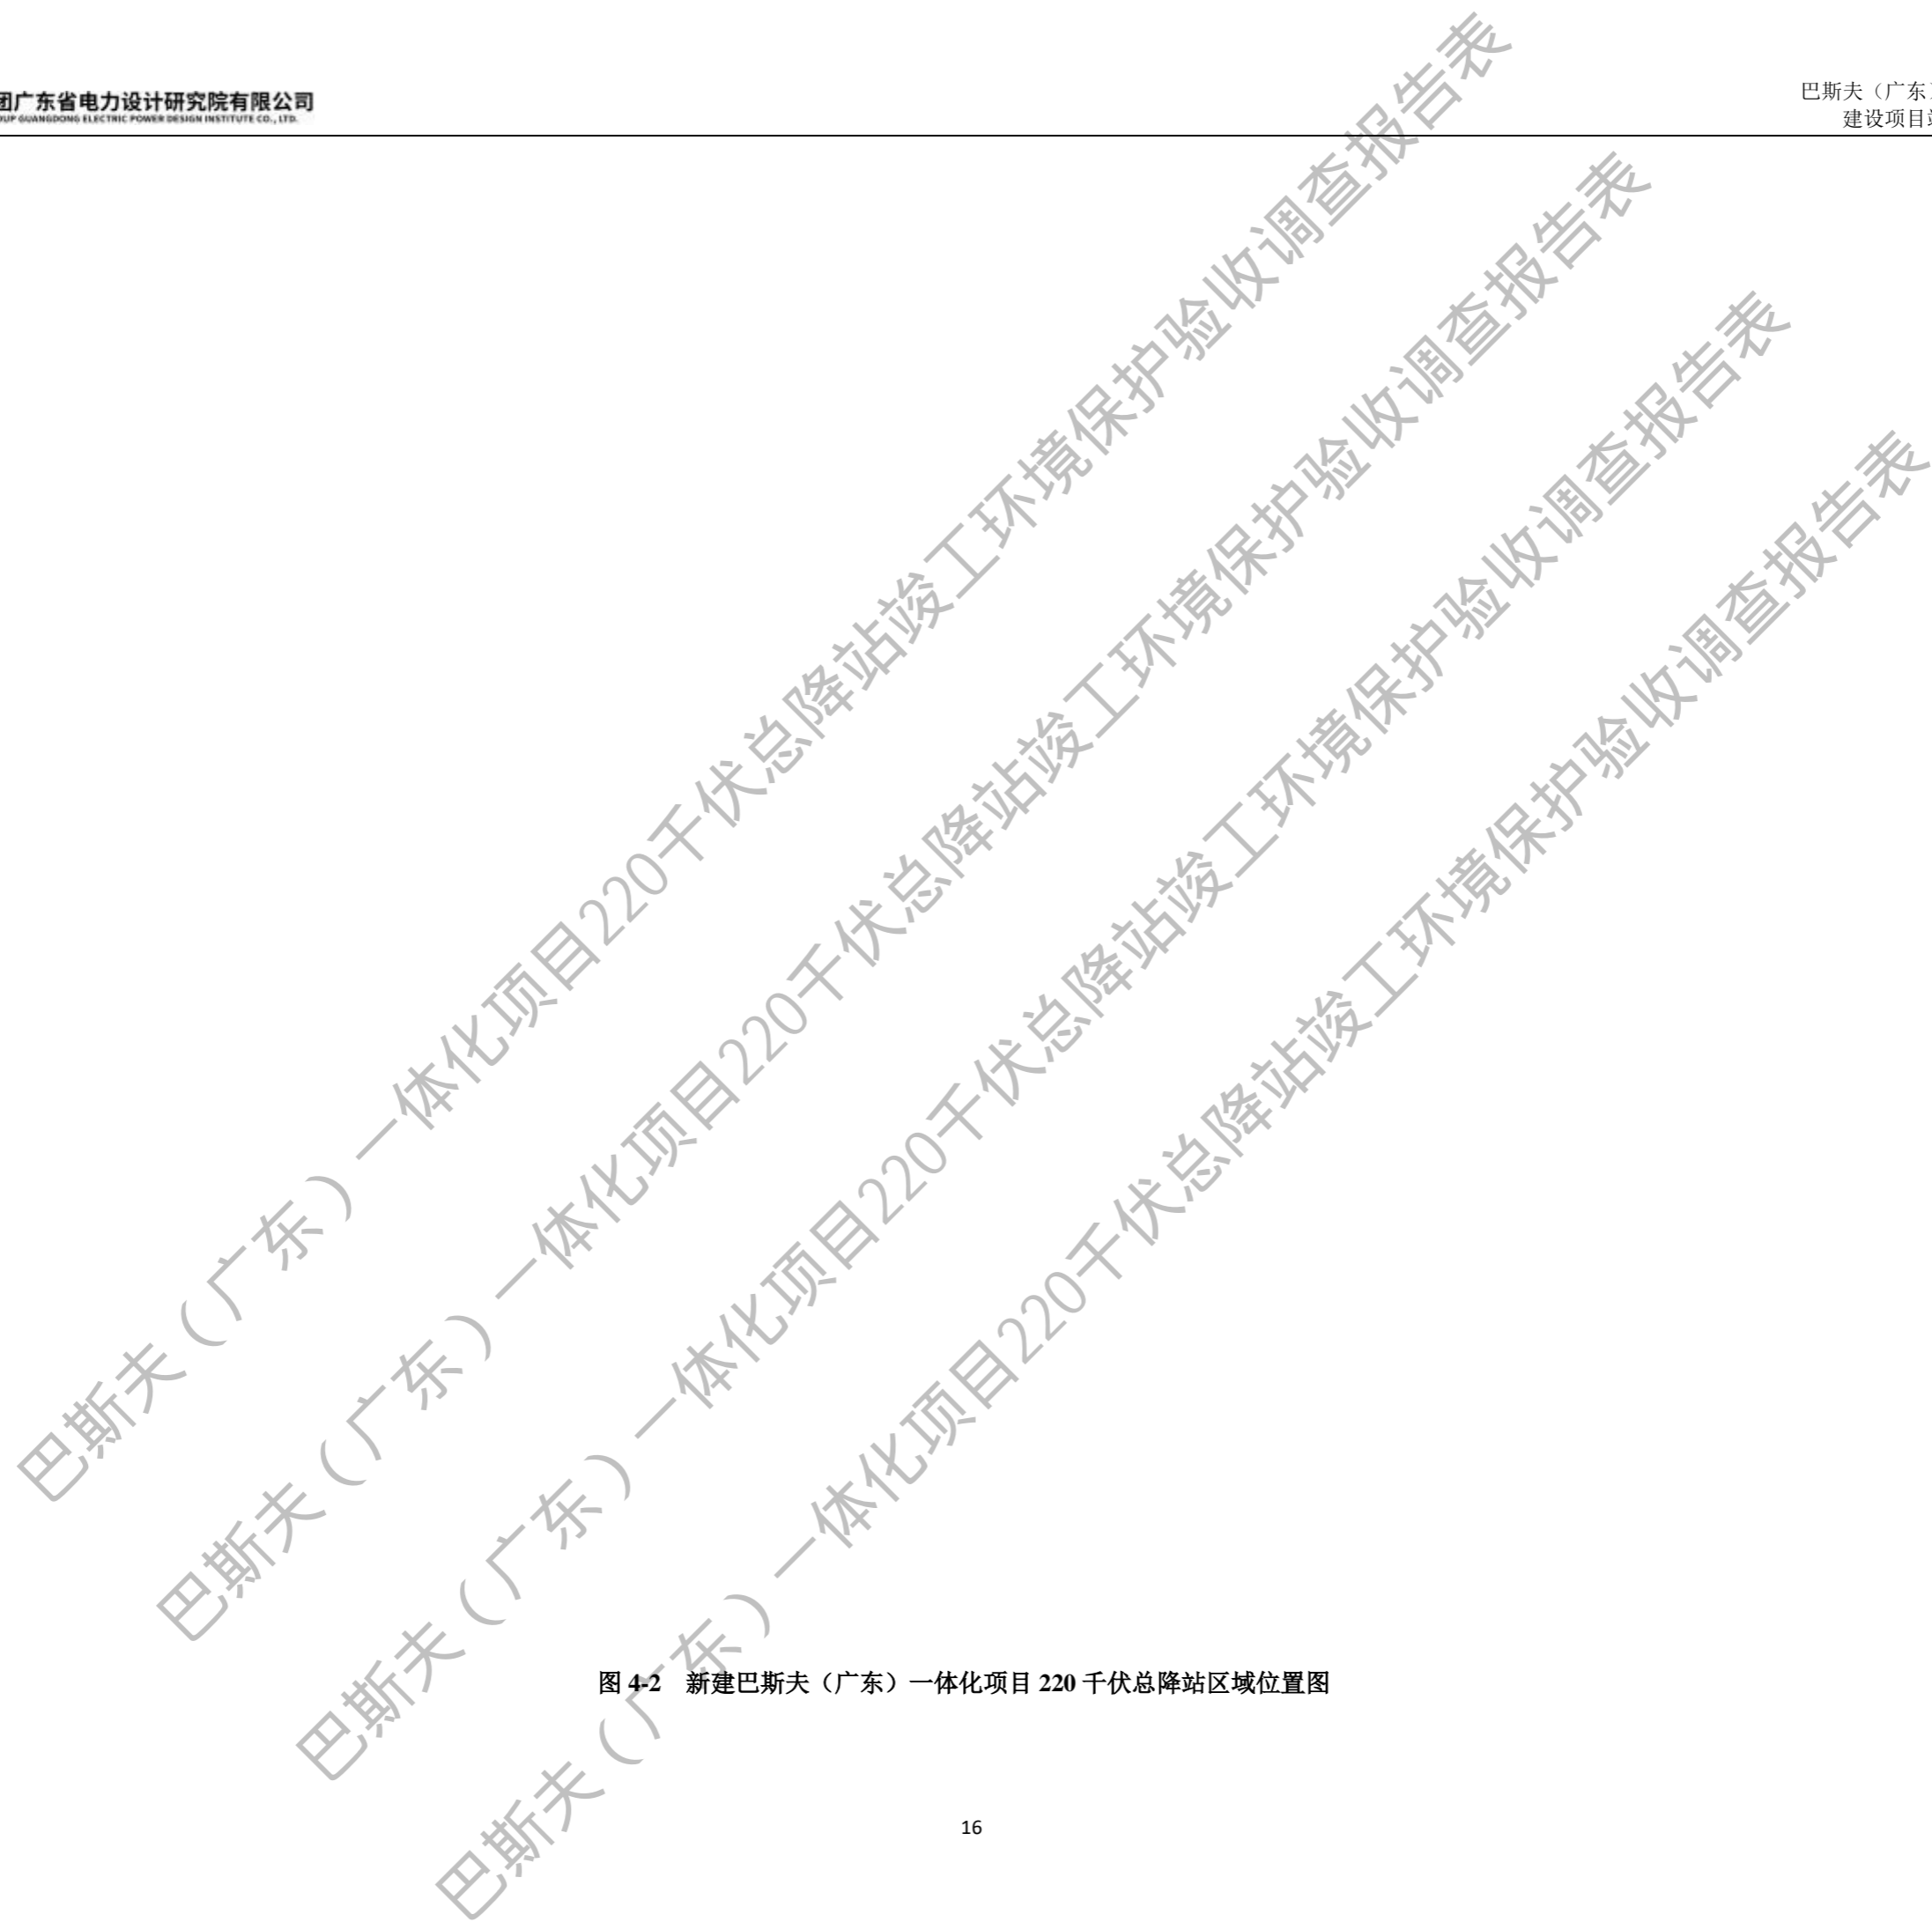 团广东省电力设计研究院有限公司
OUP GUANGDONG ELECTRIC POWER DESIGN INSTITUTE CO., LTD.
巴斯夫（广东）
建设项目竣
巴斯夫（广东）一体化项目220千伏总降站竣工环境保护验收调查报告表
巴斯夫（广东）一体化项目220千伏总降站竣工环境保护验收调查报告表
巴斯夫（广东）一体化项目220千伏总降站竣工环境保护验收调查报告表
巴斯夫（广东）一体化项目220千伏总降站竣工环境保护验收调查报告表
图 4-2 新建巴斯夫（广东）一体化项目 220 千伏总降站区域位置图
16